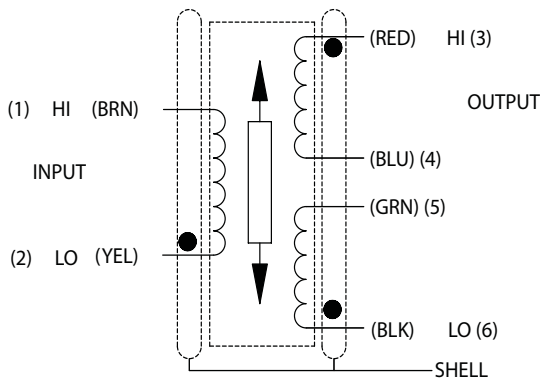 (RED) HI (3)
(1) HI (BRN)
OUTPUT
(BLU) (4)
INPUT
(GRN) (5)
(2) LO (YEL)
(BLK) LO (6)
SHELL